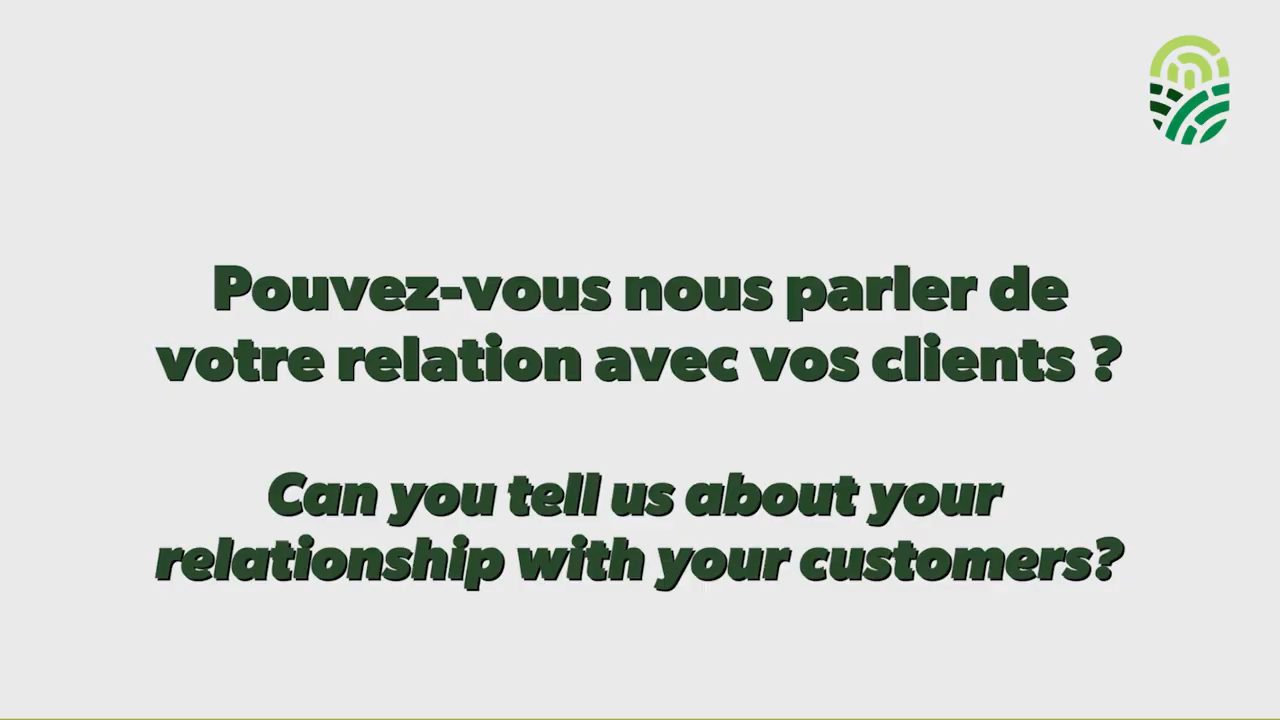 Pouvez-vous nous parler de
votre relation avec vos clients ?
Can you tell us about your
relationship with your customers?